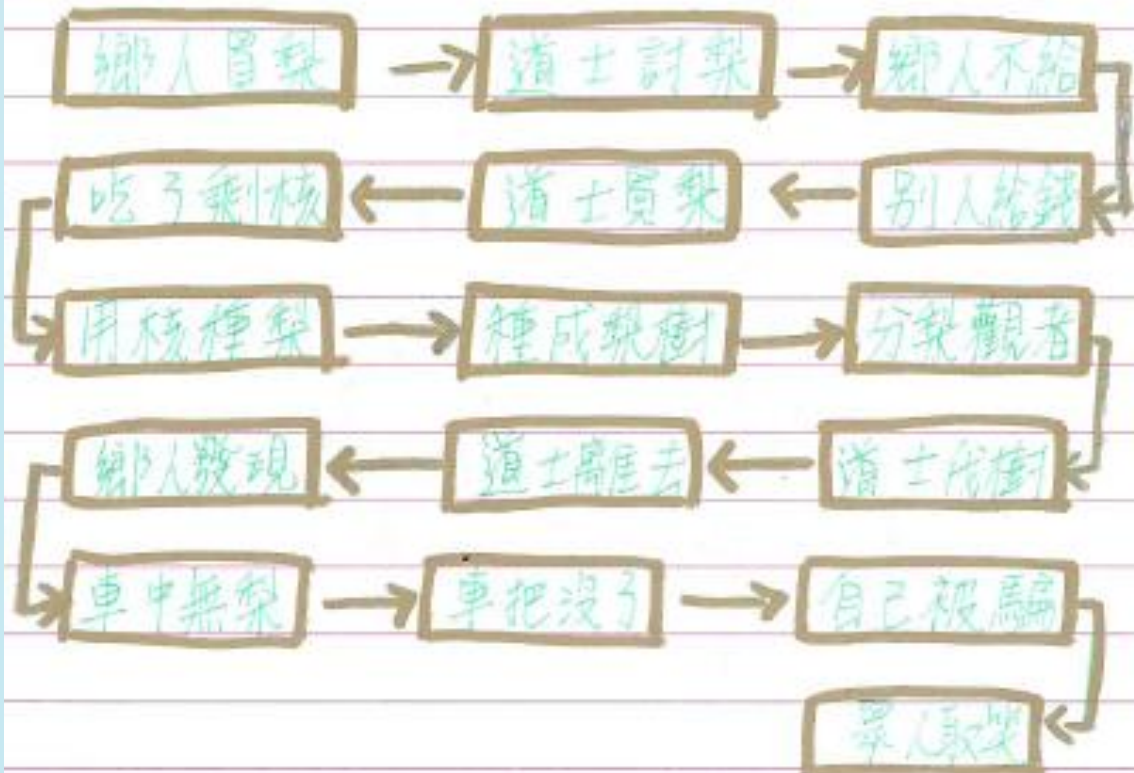 鄉人買梨
道士討梨
鄉人不給
別人給錢
道士買梨
吃了剩核
用核種梨
種成梨樹
分梨觀者
道士伐樹
道士離去
鄉人發現
車中無梨
車把沒了
自己被騙
眾人取笑